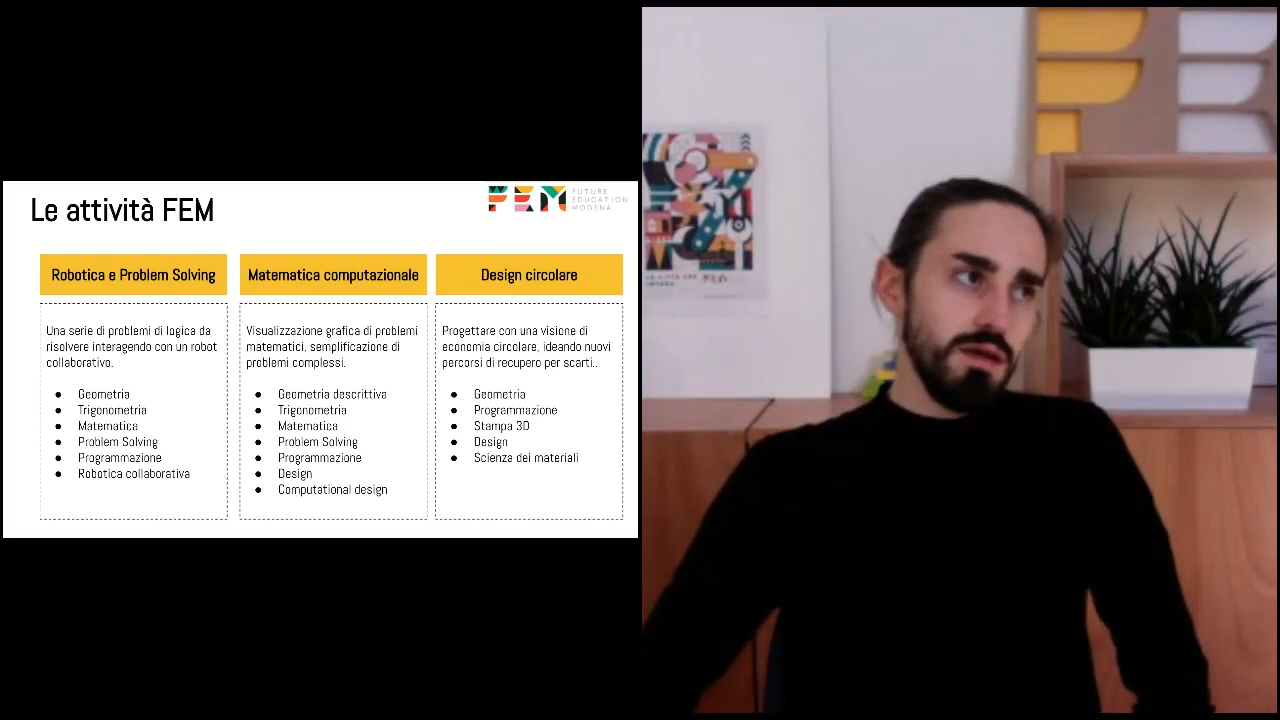 Le attività FEM
FEM
FUTURE
EDUCATION
MODENA
Robotica e Problem Solving
Una serie di problemi di logica da
risolvere interagendo con un robot
collaborativo.
● Geometria
● Trigonometria
● Matematica
● Problem Solving
● Programmazione
● Robotica collaborativa
Matematica computazionale
Visualizzazione grafica di problemi
matematici, semplificazione di
problemi complessi.
● Geometria descrittiva
● Trigonometria
● Matematica
● Problem Solving
● Programmazione
● Design
● Computational design
Design circolare
Progettare con una visione di
economia circolare, ideando nuovi
percorsi di recupero per scarti..
● Geometria
● Programmazione
● Stampa 3D
● Design
● Scienza dei materiali
FEM